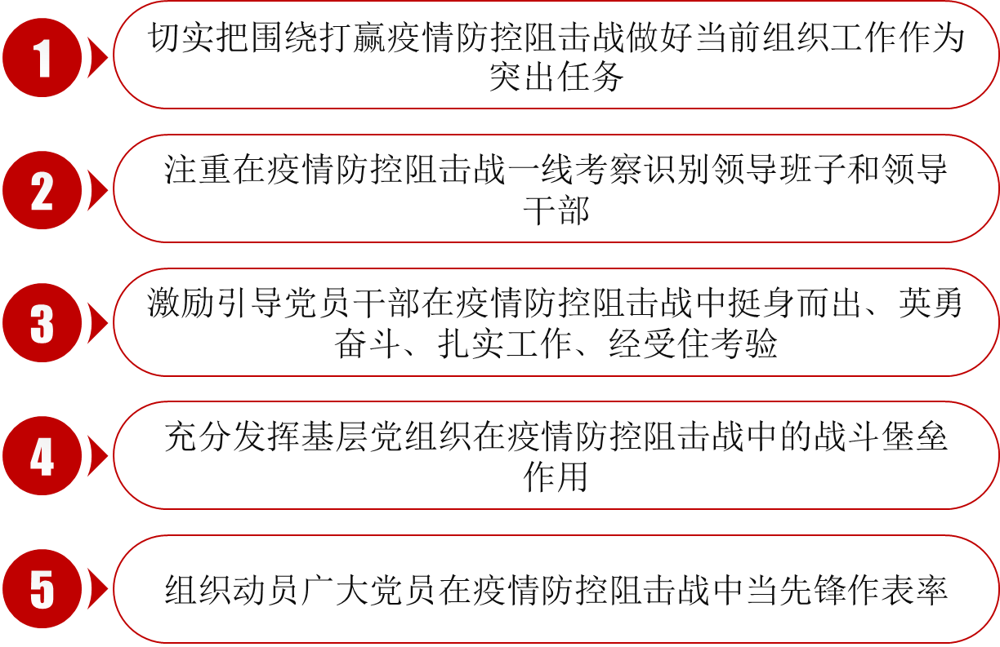 1
切实把围绕打赢疫情防控阻击战做好当前组织工作作为
突出任务
2
注重在疫情防控阻击战一线考察识别领导班子和领导
干部
3
激励引导党员干部在疫情防控阻击战中挺身而出、英勇
奋斗、扎实工作、经受住考验
4
充分发挥基层党组织在疫情防控阻击战中的战斗堡垒
作用
5
组织动员广大党员在疫情防控阻击战中当先锋作表率